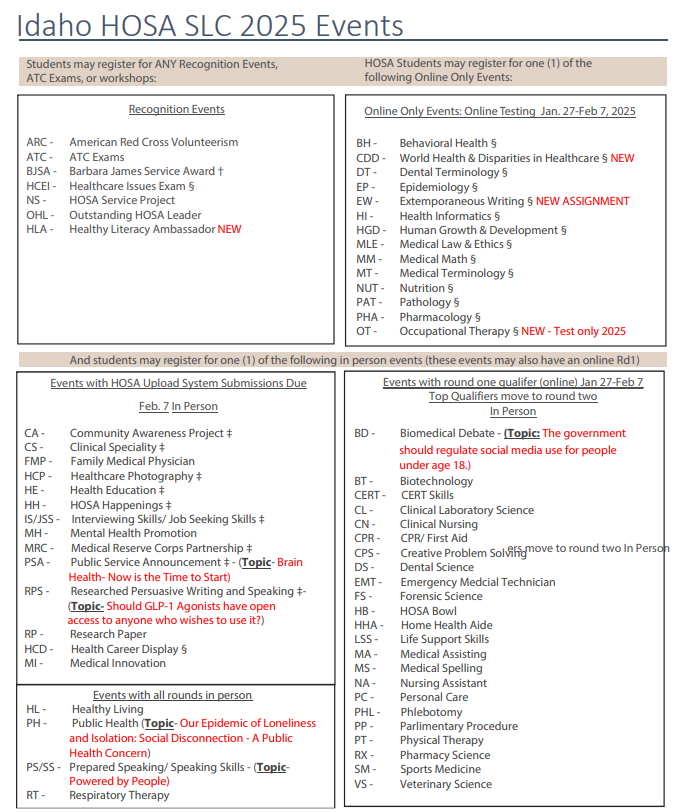 Idaho HOSA SLC 2025 Events
Students may register for ANY Recognition Events,
ATC Exams, or workshops:
HOSA Students may register for one (1) of the
following Online Only Events:
Recognition Events
ARC - American Red Cross Volunteerism
ATC - ATC Exams
BJSA - Barbara James Service Award †
HCEI - Healthcare Issues Exam §
NS - HOSA Service Project
OHL - Outstanding HOSA Leader
HLA - Healthy Literacy Ambassador NEW
Online Only Events: Online Testing Jan. 27-Feb 7, 2025
BH - Behavioral Health §
CDD - World Health & Disparities in Healthcare § NEW
DT - Dental Terminology §
EP - Epidemiology §
EW - Extemporaneous Writing § NEW ASSIGNMENT
HI - Health Informatics §
HGD - Human Growth & Development §
MLE - Medical Law & Ethics §
MM - Medical Math §
MT - Medical Terminology §
NUT - Nutrition §
PAT - Pathology §
PHA - Pharmacology §
OT - Occupational Therapy § NEW - Test only 2025
And students may register for one (1) of the following in person events (these events may also have an online Rd1)
Events with HOSA Upload System Submissions Due
Feb. 7 In Person
CA - Community Awareness Project ‡
CS - Clinical Speciality ‡
FMP - Family Medical Physician
HCP - Healthcare Photography ‡
HE - Health Education ‡
HH - HOSA Happenings ‡
IS/JSS - Interviewing Skills/ Job Seeking Skills ‡
MH - Mental Health Promotion
MRC - Medical Reserve Corps Partnership ‡
PSA - Public Service Announcement ‡ - (Topic- Brain
Health- Now is the Time to Start)
RPS - Researched Persuasive Writing and Speaking ‡-
(Topic- Should GLP-1 Agonists have open
access to anyone who wishes to use it?)
RP - Research Paper
HCD - Health Career Display §
MI - Medical Innovation
Events with all rounds in person
HL - Healthy Living
PH - Public Health (Topic- Our Epidemic of Loneliness
and Isolation: Social Disconnection - A Public
Health Concern)
PS/SS - Prepared Speaking/ Speaking Skills - (Topic-
Powered by People)
RT - Respiratory Therapy
Events with round one qualifer (online) Jan 27-Feb 7
Top Qualifiers move to round two
In Person
BD - Biomedical Debate - (Topic: The government
should regulate social media use for people
under age 18.)
BT - Biotechnology
CERT - CERT Skills
CL - Clinical Laboratory Science
CN - Clinical Nursing
CPR - CPR/ First Aid
ers move to round two In Person
CPS - Creative Problem Solving
DS - Dental Science
EMT - Emergency Medcial Technician
FS - Forensic Science
HB - HOSA Bowl
HHA - Home Health Aide
LSS - Life Support Skills
MA - Medical Assisting
MS - Medical Spelling
NA - Nursing Assistant
PC - Personal Care
PHL - Phlebotomy
PP - Parlimentary Procedure
PT - Physical Therapy
RX - Pharmacy Science
SM - Sports Medicine
VS - Veterinary Science